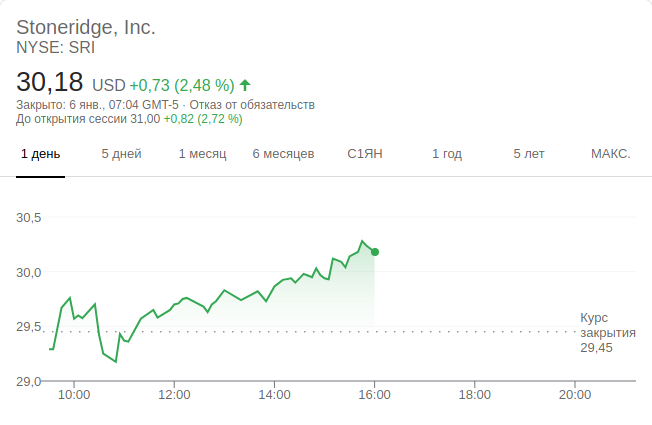 Stoneridge, Inc.
NYSE: SRI
30,18 USD +0,73 (2,48 %)
Закрыто: 6 янв., 07:04 GMT-5 · Отказ от обязательств
До открытия сессии 31,00 +0,82 (2,72 %)
1 день 5 дней 1 месяц 6 месяцев С1ЯН 1 год 5 лет МАКС.
30,5
30,0
29,5
Курс
закрытия
29,45
29,0
10:00 12:00 14:00 16:00 18:00 20:00